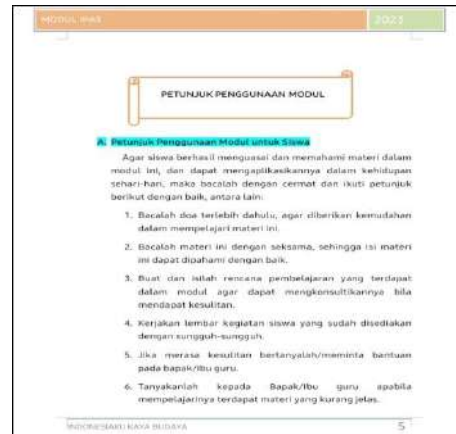 MODUL IPAS
2023
PETUNJUK PENGGUNAAN MODUL
A. Petunjuk Penggunaan Modul untuk Siswa
Agar siswa berhasil menguasai dan memahami materi dalam
modul ini, dan dapat mengaplikasikannya dalam kehidupan
sehari-hari, maka bacalah dengan cermat dan ikuti petunjuk
berikut dengan baik, antara lain:
1. Bacalah doa terlebih dahulu, agar diberikan kemudahan
dalam mempelajari materi ini.
2. Bacalah materi ini dengan seksama, sehingga isi materi
ini dapat dipahami dengan baik.
3. Buat dan isilah rencana pembelajaran yang terdapat
dalam modul agar dapat mengkonsultikannya bila
mendapat kesulitan.
4. Kerjakan lembar kegiatan siswa yang sudah disediakan
dengan sungguh-sungguh.
5. Jika merasa kesulitan bertanyalah/meminta bantuan
pada bapak/ibu guru.
6. Tanyakanlah kepada Bapak/Ibu guru apabila
mempelajarinya terdapat materi yang kurang jelas.
INDONESIAKU KAYA BUDAYA
5